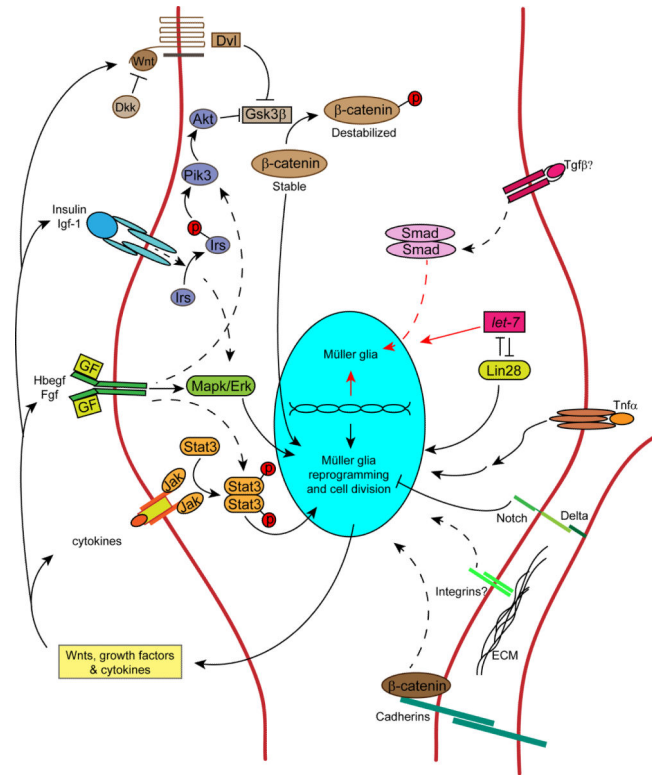 Dvl
Wnt
Dkk
Akt
Gsk3β
β-catenin
p
Destabilized
β-catenin
Stable
Pik3
Tgfβ?
Insulin
Igf-1
p
Irs
Irs
Smad
Smad
let-7
Müller glia
Lin28
GF
Hbegf
Fgf
GF
Mapk/Erk
Tnfα
Stat3
p
Müller glia
reprogramming
and cell division
Jak
Jak
Stat3
Stat3
p
Notch
Delta
cytokines
Integrins?
ECM
Wnts, growth factors
& cytokines
β-catenin
Cadherins